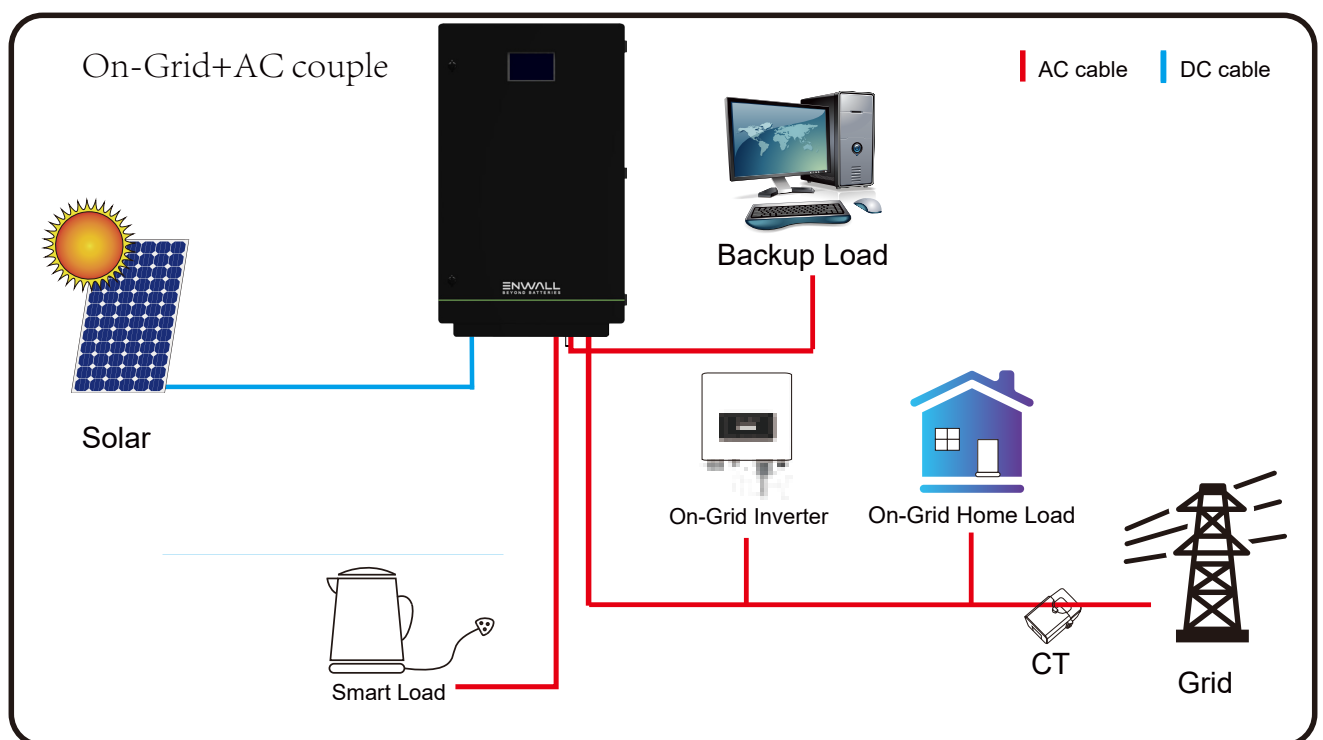 On-Grid+AC couple
AC cable
DC cable
ENWALL
BEYOND BATTERIES
Backup Load
Solar
On-Grid Inverter
On-Grid Home Load
Smart Load
CT
Grid